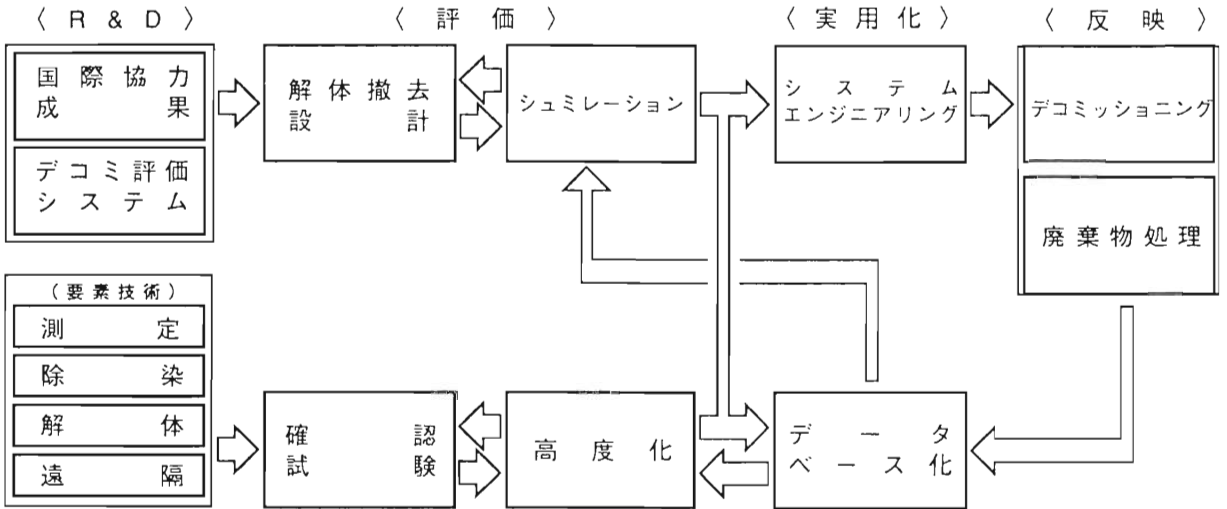 〈 R & D 〉
〈 評 価 〉
〈 実 用 化 〉
〈 反 映 〉
国 際 協 力
成 果
デコミ評価
シ ス テ ム
解 体 撤 去
設 計
シュミレーション
シ ス テ ム
エンジニアリング
デコミッショニング
廃棄物処理
(要素技術)
測 定
除 染
解 体
遠 隔
確 認
試 験
高 度 化
デ ー タ
ベ ー ス 化